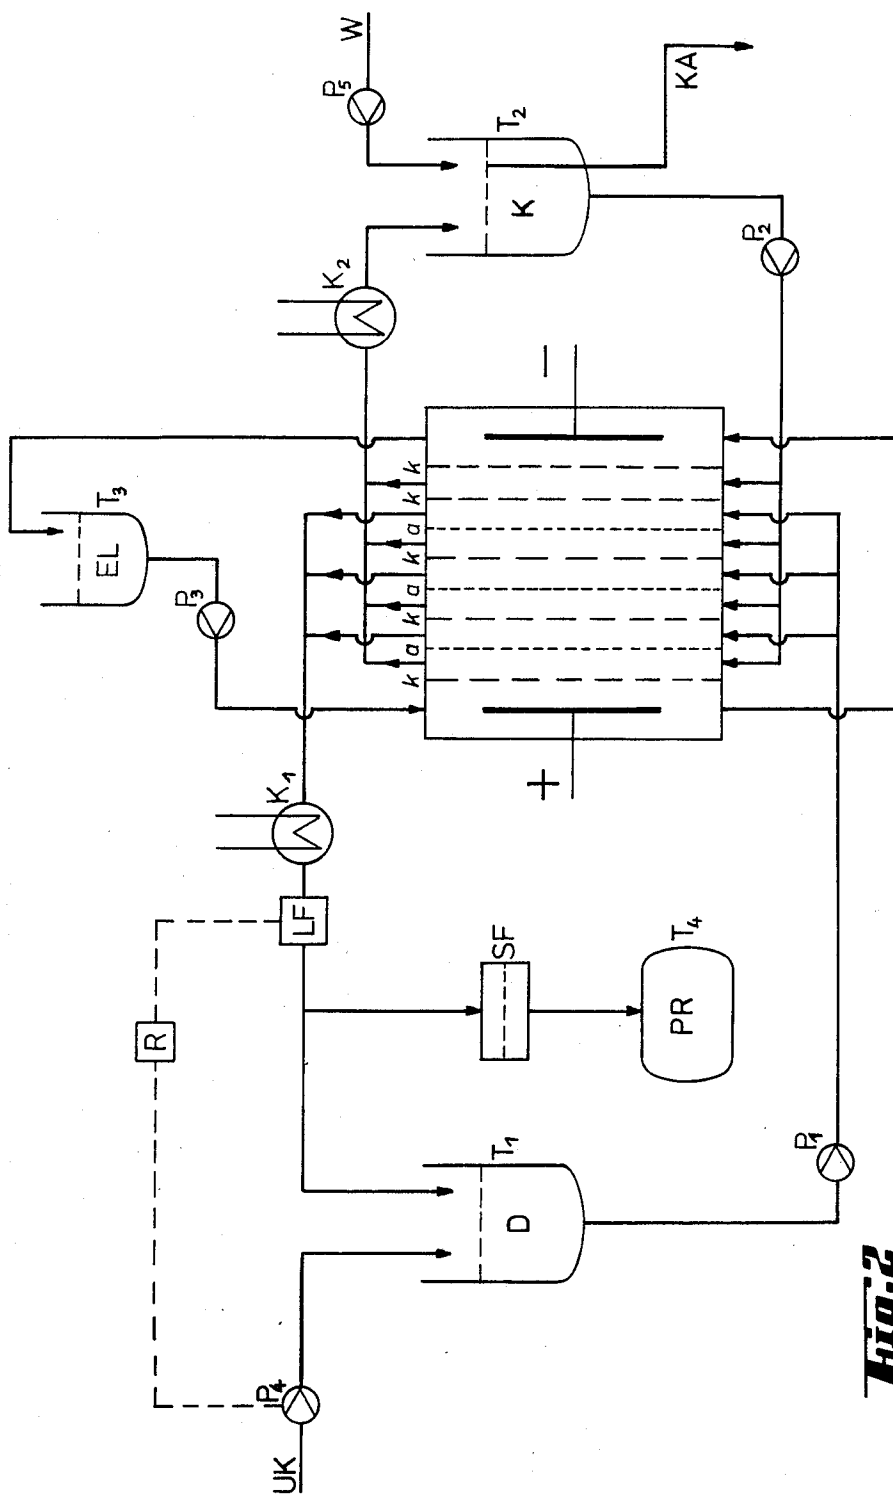 W
P5
KA
T2
K
P2
K2
−
k
k
a
k
a
k
a
k
T3
EL
P3
+
K1
LF
R
SF
T4
PR
T1
D
P1
P4
UK
Fig. 2